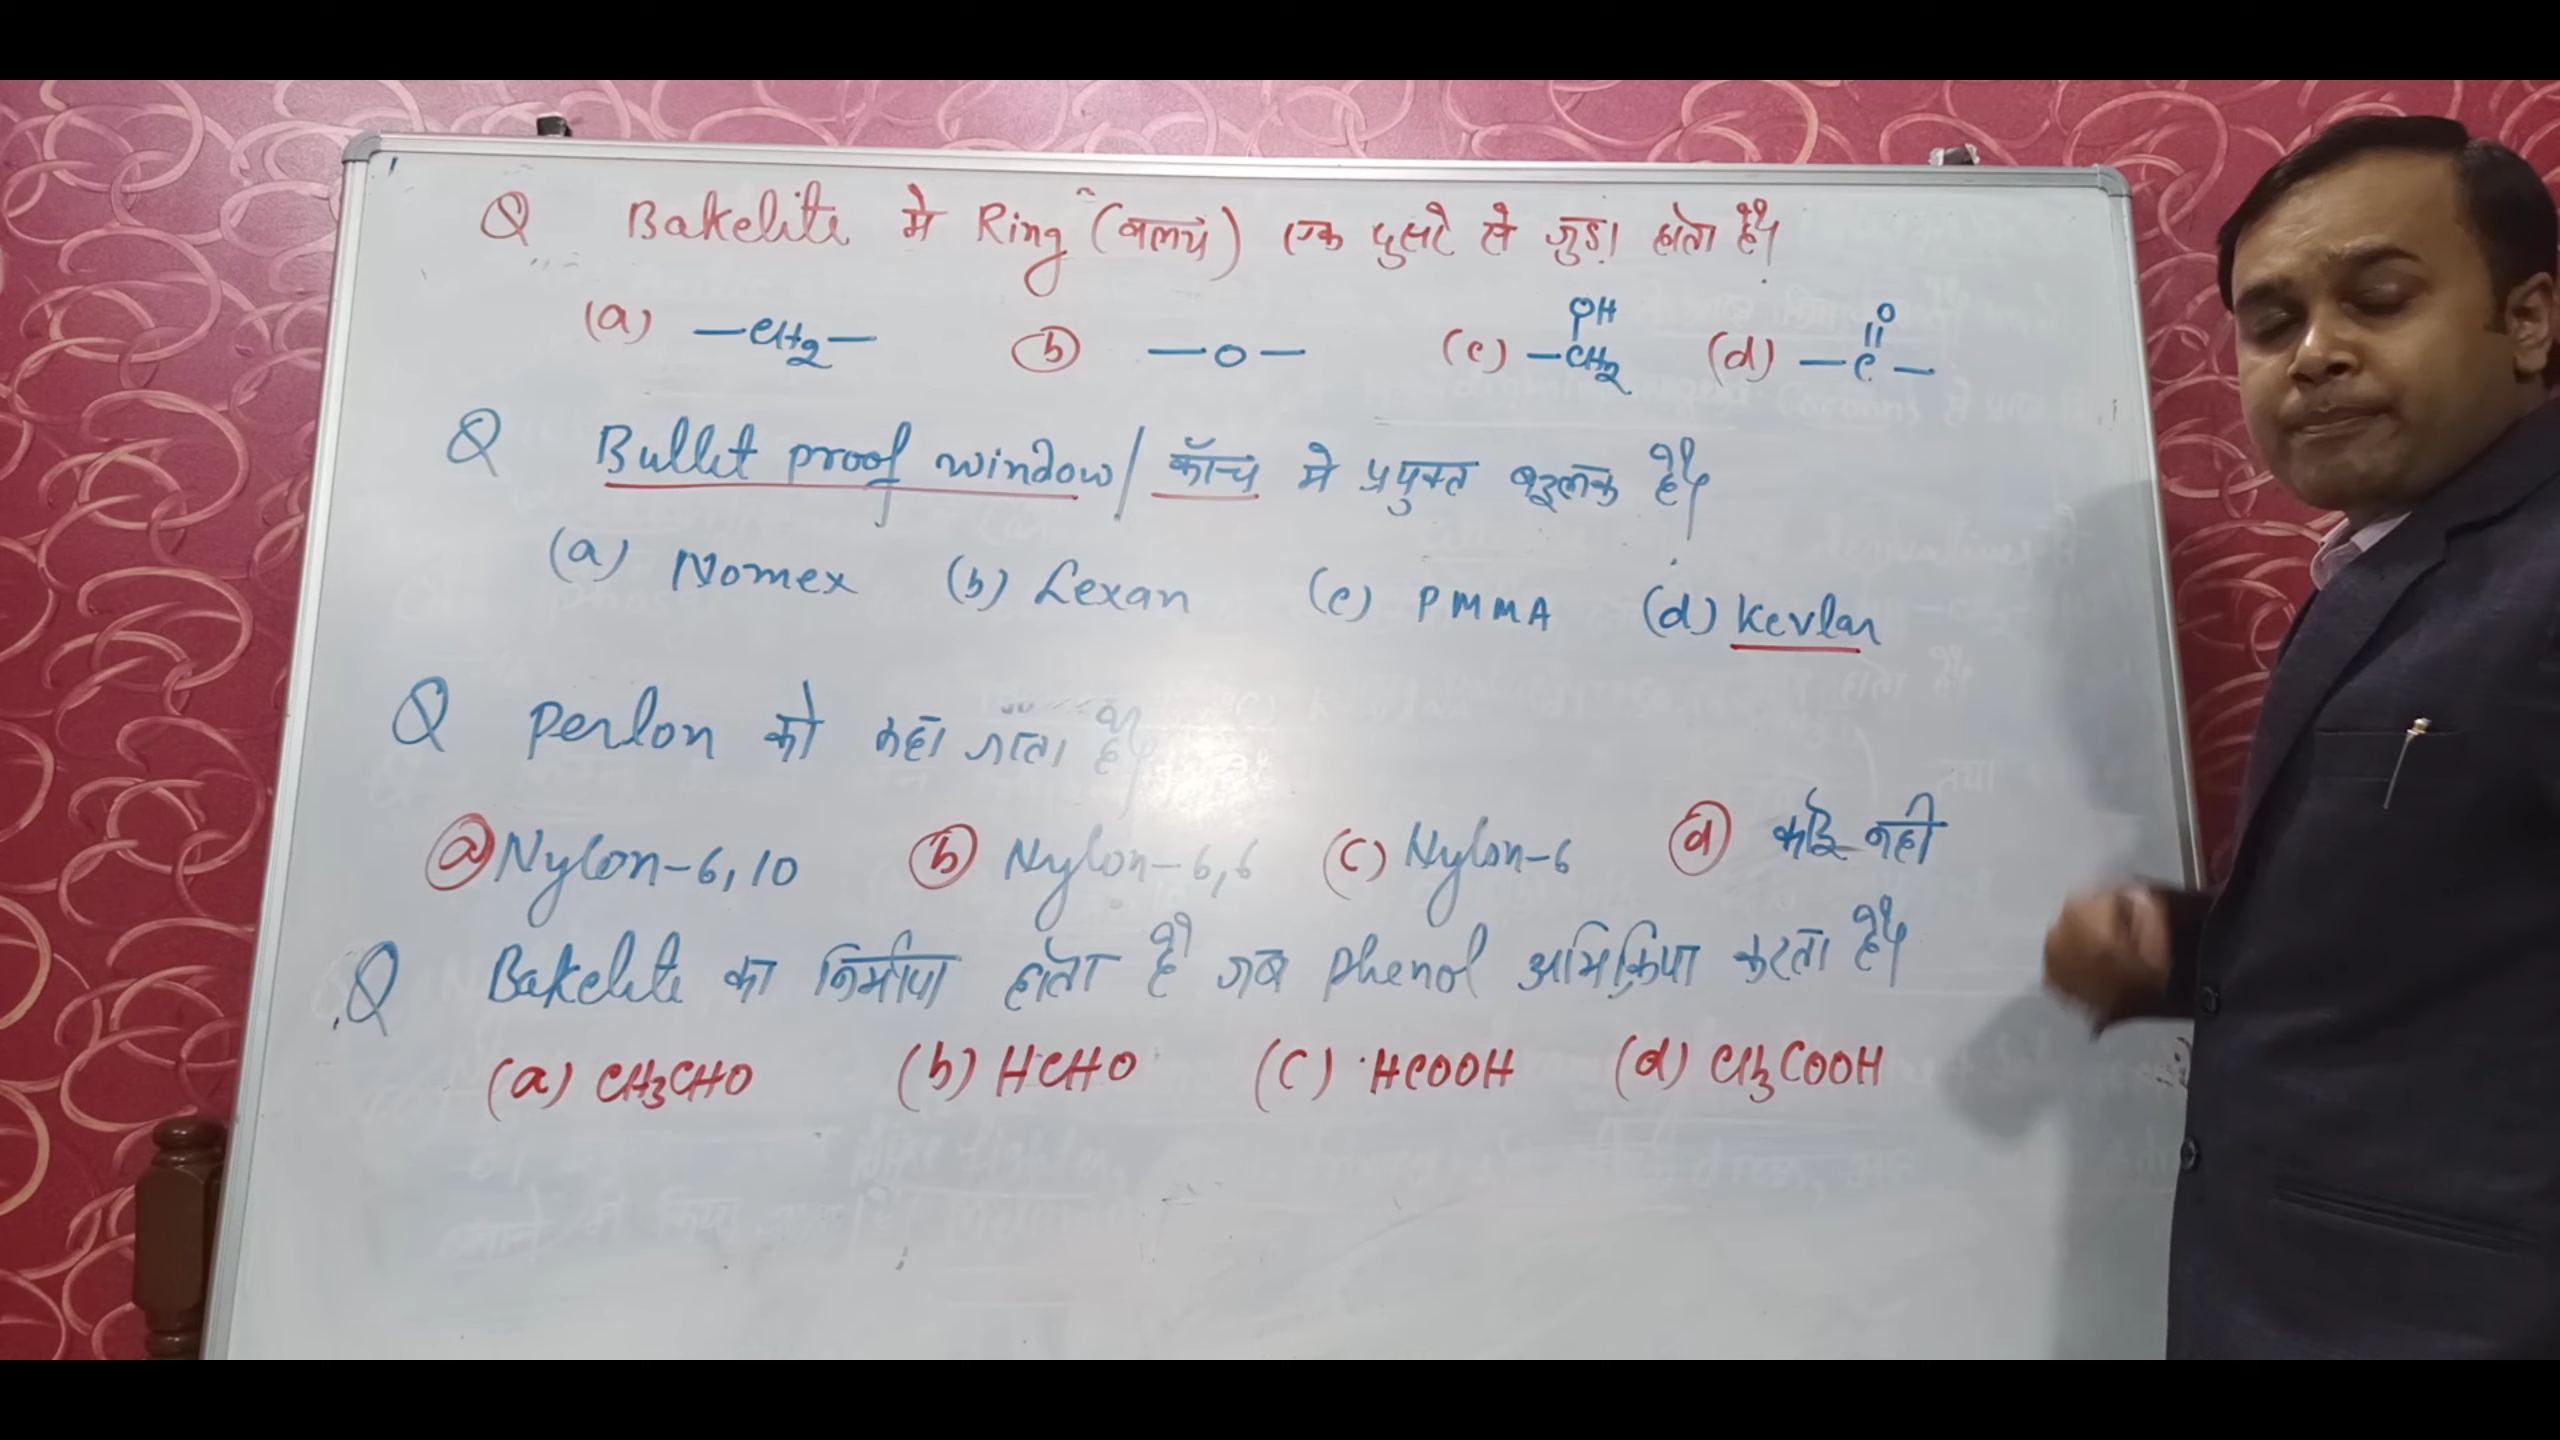 Q Bakelite मे Ring (वलय) एक दुसरे से जुड़ा होता है?
(a) —CH2— (b) —O— (c) —CH2 OH (d) —C— || O
Q Bullet proof window / काँच मे प्रयुक्त बहुलक है?
(a) Nomex (b) Lexan (c) PMMA (d) Kevlar
Q Perlon को कहा जाता है?
(a) Nylon-6,10 (b) Nylon-6,6 (c) Nylon-6 (d) कोई नही
Q Bakelite का निर्माण होता है जब Phenol अभिक्रिया करता है?
(a) CH3CHO (b) HCHO (c) HCOOH (d) CH3COOH